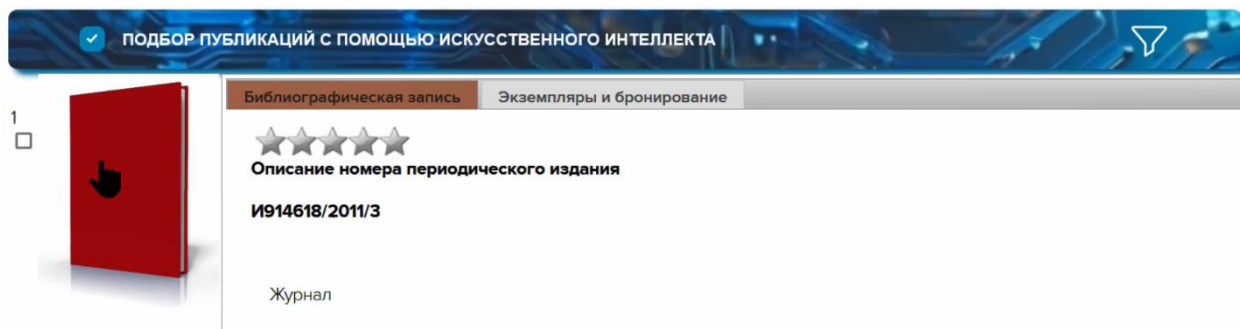 ПОДБОР ПУБЛИКАЦИЙ С ПОМОЩЬЮ ИСКУССТВЕННОГО ИНТЕЛЛЕКТА
Библиографическая запись Экземпляры и бронирование
1
Описание номера периодического издания
И914618/2011/3
Журнал